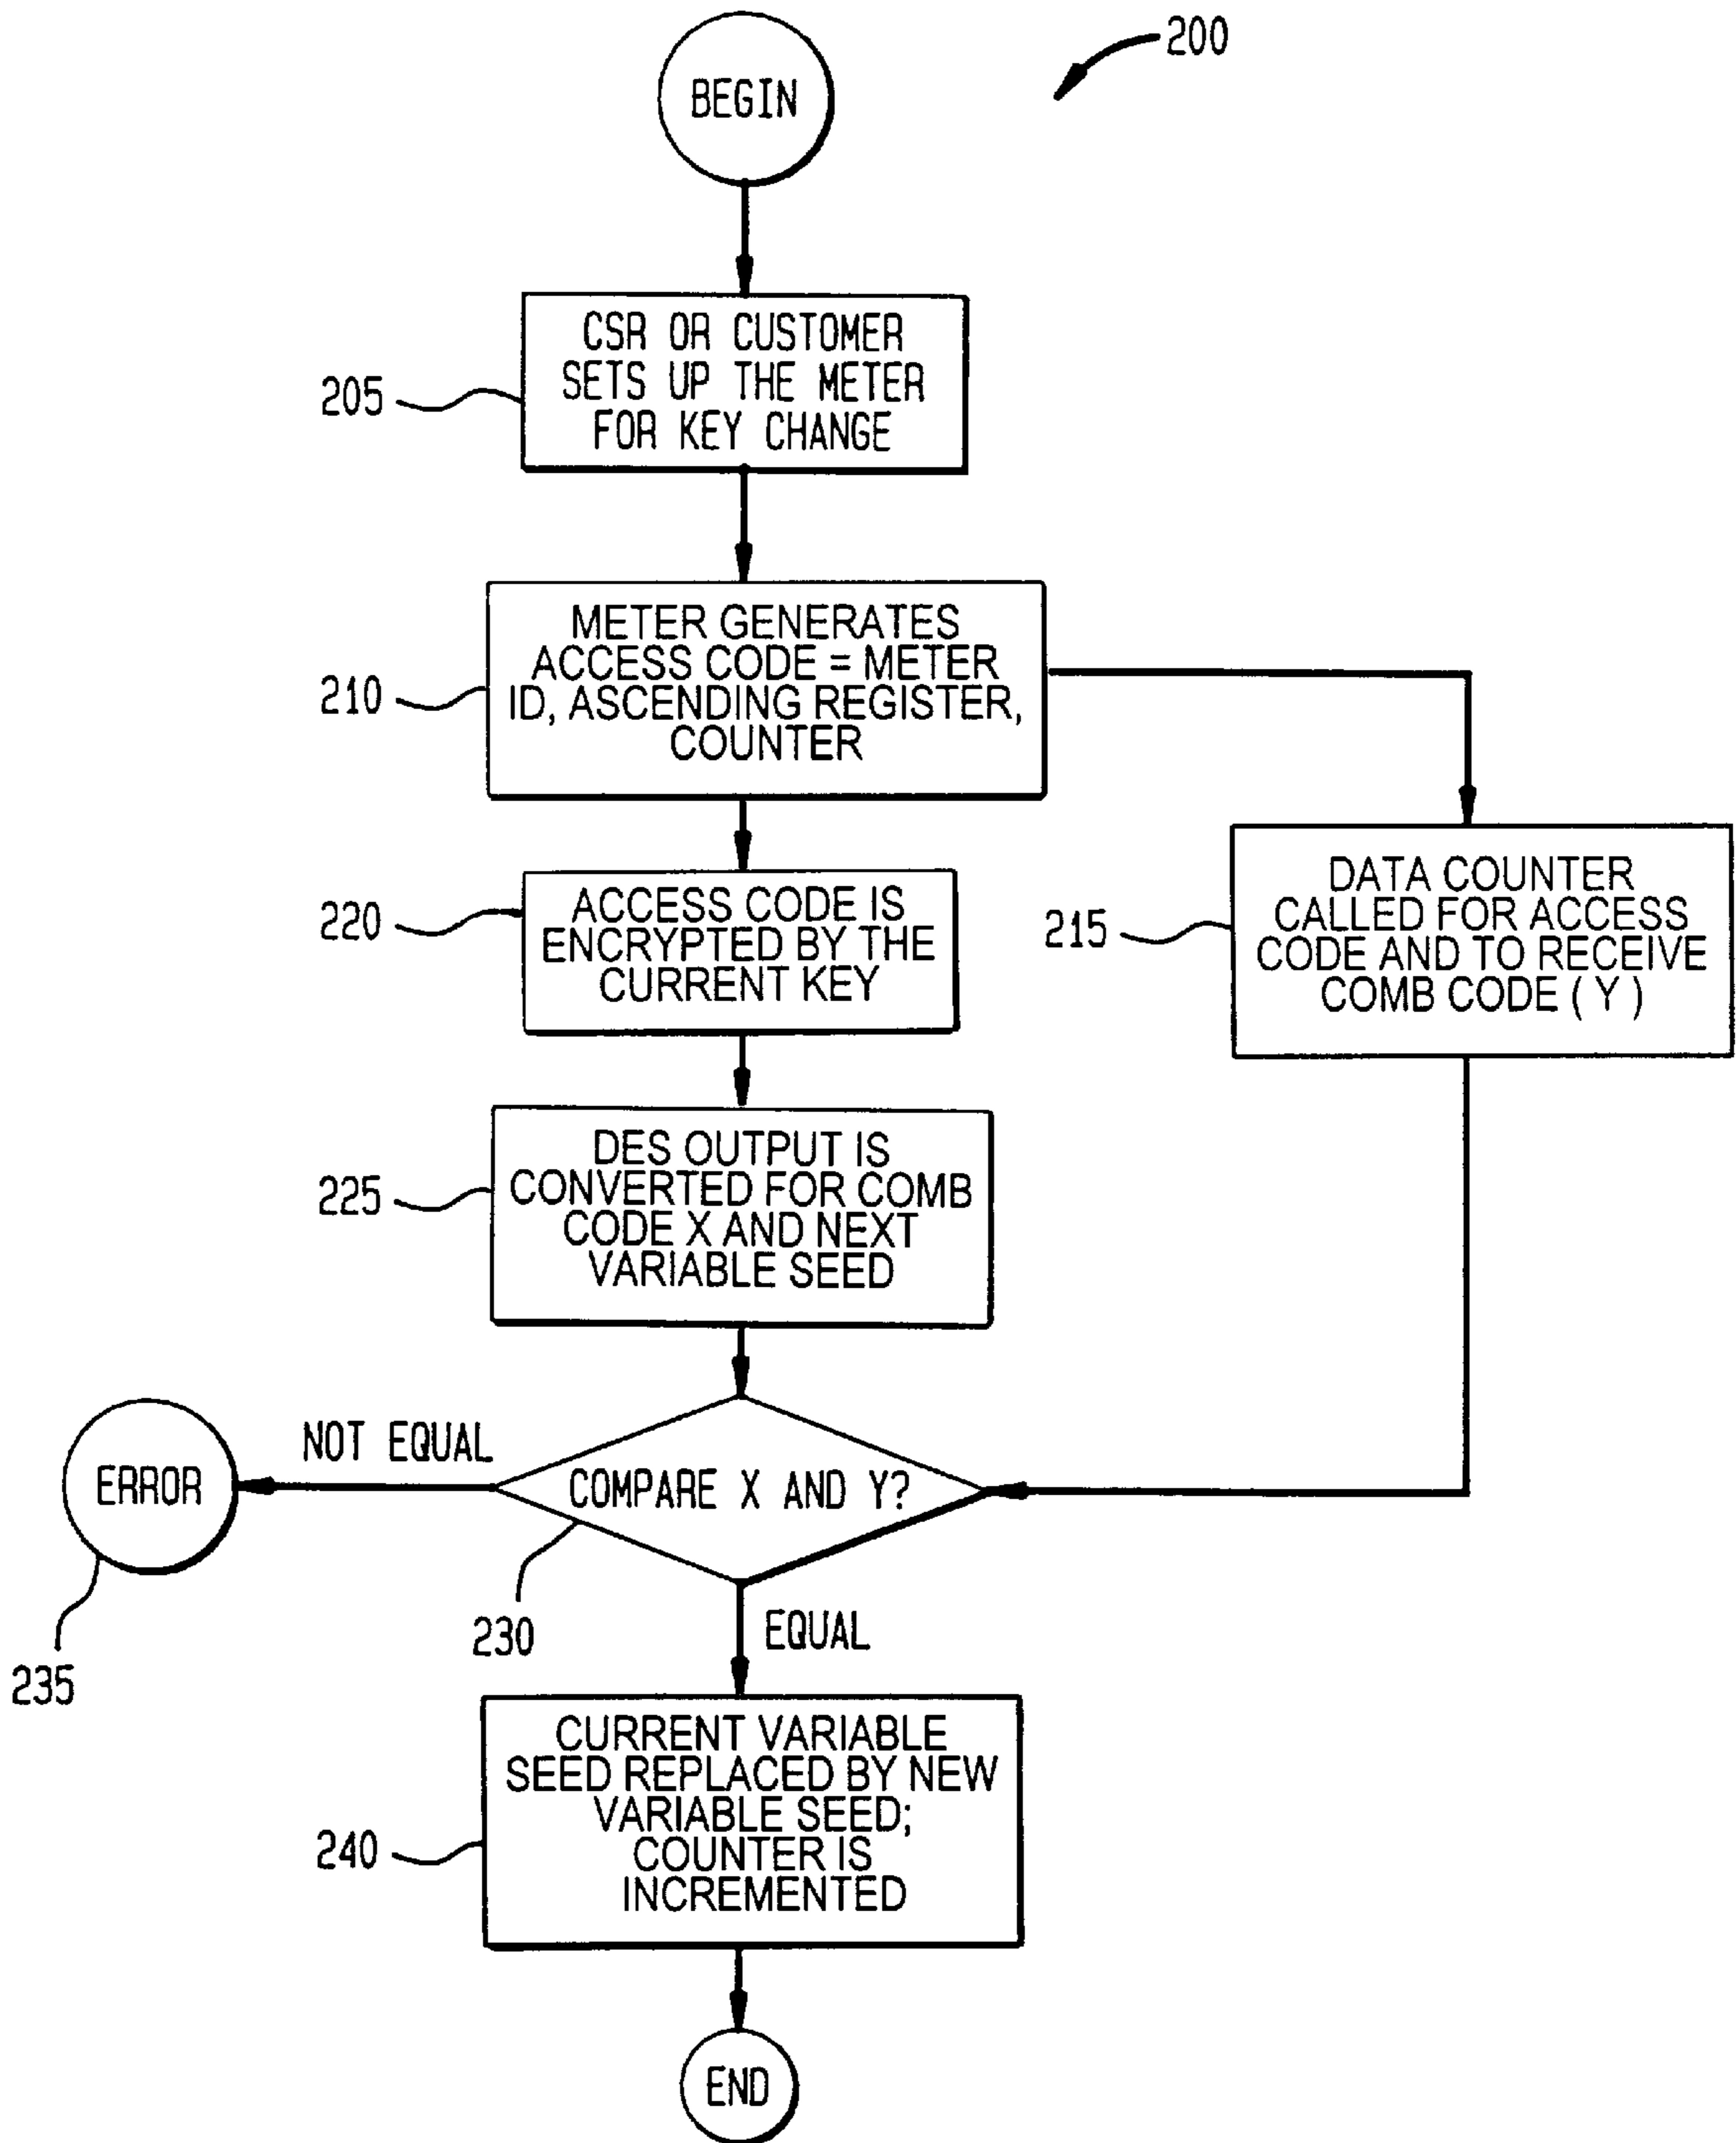 200
BEGIN
CSR OR CUSTOMER
SETS UP THE METER
FOR KEY CHANGE
205
METER GENERATES
ACCESS CODE = METER
ID, ASCENDING REGISTER,
COUNTER
210
DATA COUNTER
CALLED FOR ACCESS
CODE AND TO RECEIVE
COMB CODE ( Y )
215
ACCESS CODE IS
ENCRYPTED BY THE
CURRENT KEY
220
DES OUTPUT IS
CONVERTED FOR COMB
CODE X AND NEXT
VARIABLE SEED
225
NOT EQUAL
ERROR
COMPARE X AND Y?
230
EQUAL
235
CURRENT VARIABLE
SEED REPLACED BY NEW
VARIABLE SEED;
COUNTER IS
INCREMENTED
240
END